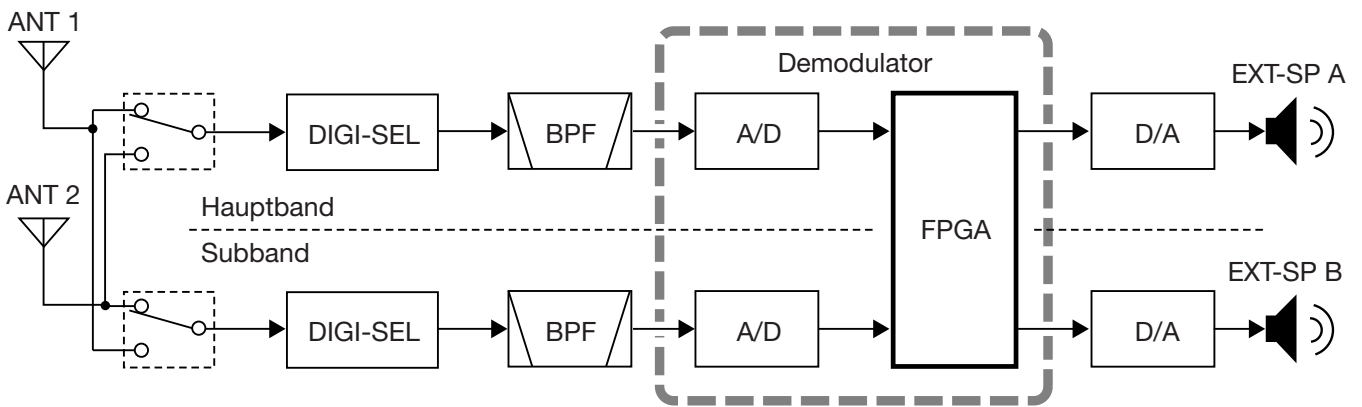 ANT 1
Demodulator
EXT-SP A
DIGI-SEL
BPF
A/D
D/A
ANT 2
Hauptband
FPGA
Subband
EXT-SP B
DIGI-SEL
BPF
A/D
D/A